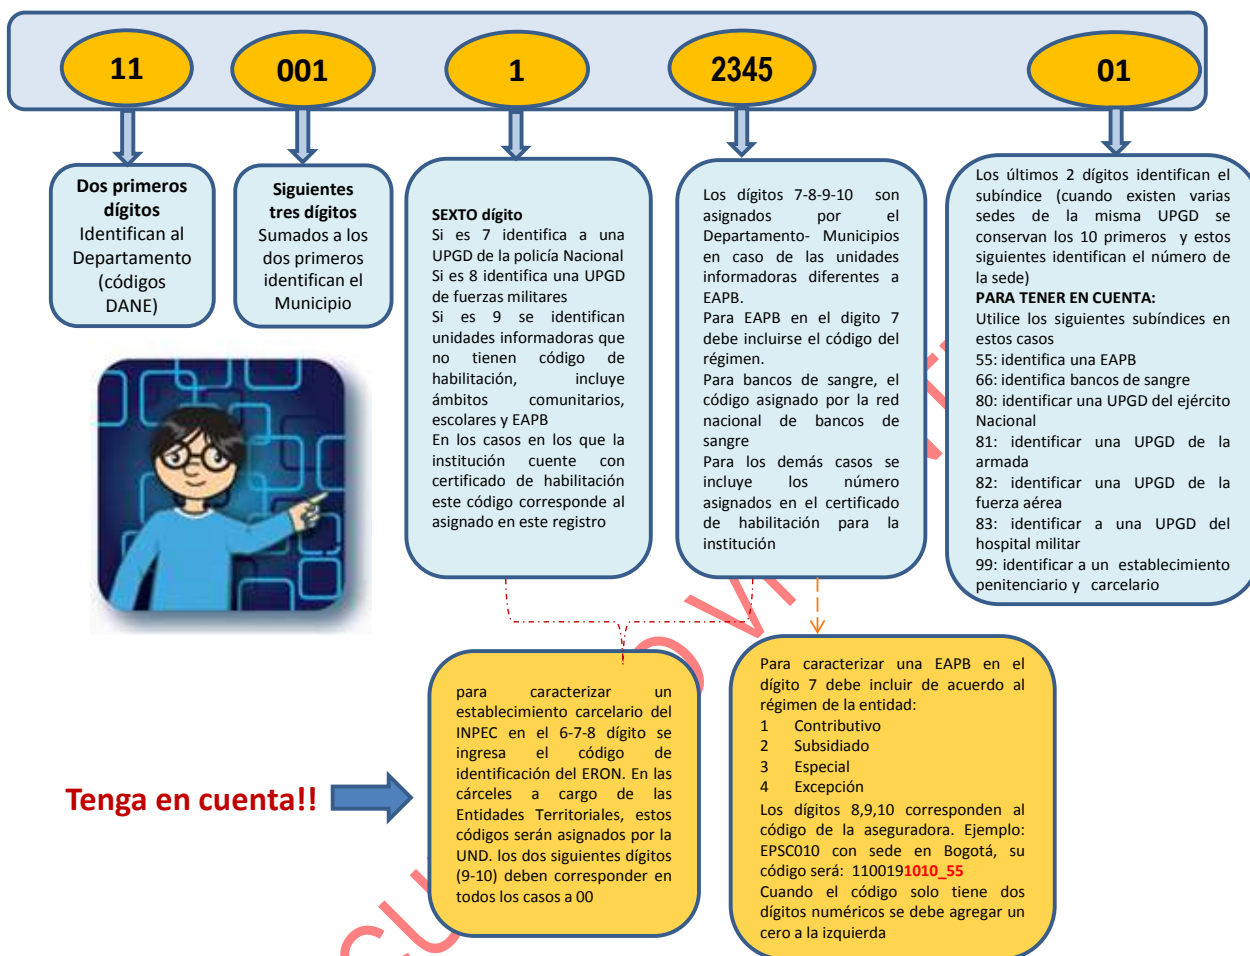 11
001
1
2345
01
Dos primeros
dígitos
Identifican al
Departamento
(códigos
DANE)
Siguientes
tres dígitos
Sumados a los
dos primeros
identifican el
Municipio
SEXTO dígito
Si es 7 identifica a una
UPGD de la policía Nacional
Si es 8 identifica una UPGD
de fuerzas militares
Si es 9 se identifican
unidades informadoras que
no tienen código de
habilitación, incluye
ámbitos comunitarios,
escolares y EAPB
En los casos en los que la
institución cuente con
certificado de habilitación
este código corresponde al
asignado en este registro
Los dígitos 7-8-9-10 son
asignados por el
Departamento- Municipios
en caso de las unidades
informadoras diferentes a
EAPB.
Para EAPB en el digito 7
debe incluirse el código del
régimen.
Para bancos de sangre, el
código asignado por la red
nacional de bancos de
sangre
Para los demás casos se
incluye los número
asignados en el certificado
de habilitación para la
institución
Los últimos 2 dígitos identifican el
subíndice (cuando existen varias
sedes de la misma UPGD se
conservan los 10 primeros y estos
siguientes identifican el número de
la sede)
PARA TENER EN CUENTA:
Utilice los siguientes subíndices en
estos casos
55: identifica una EAPB
66: identifica bancos de sangre
80: identificar una UPGD del ejército
Nacional
81: identificar una UPGD de la
armada
82: identificar una UPGD de la
fuerza aérea
83: identificar a una UPGD del
hospital militar
99: identificar a un establecimiento
penitenciario y carcelario
Tenga en cuenta!!
para caracterizar un
establecimiento carcelario del
INPEC en el 6-7-8 dígito se
ingresa el código de
identificación del ERON. En las
cárceles a cargo de las
Entidades Territoriales, estos
códigos serán asignados por la
UND. los dos siguientes dígitos
(9-10) deben corresponder en
todos los casos a 00
Para caracterizar una EAPB en el
dígito 7 debe incluir de acuerdo al
régimen de la entidad:
1 Contributivo
2 Subsidiado
3 Especial
4 Excepción
Los dígitos 8,9,10 corresponden al
código de la aseguradora. Ejemplo:
EPSC010 con sede en Bogotá, su
código será: 1100191010_55
Cuando el código solo tiene dos
dígitos numéricos se debe agregar un
cero a la izquierda